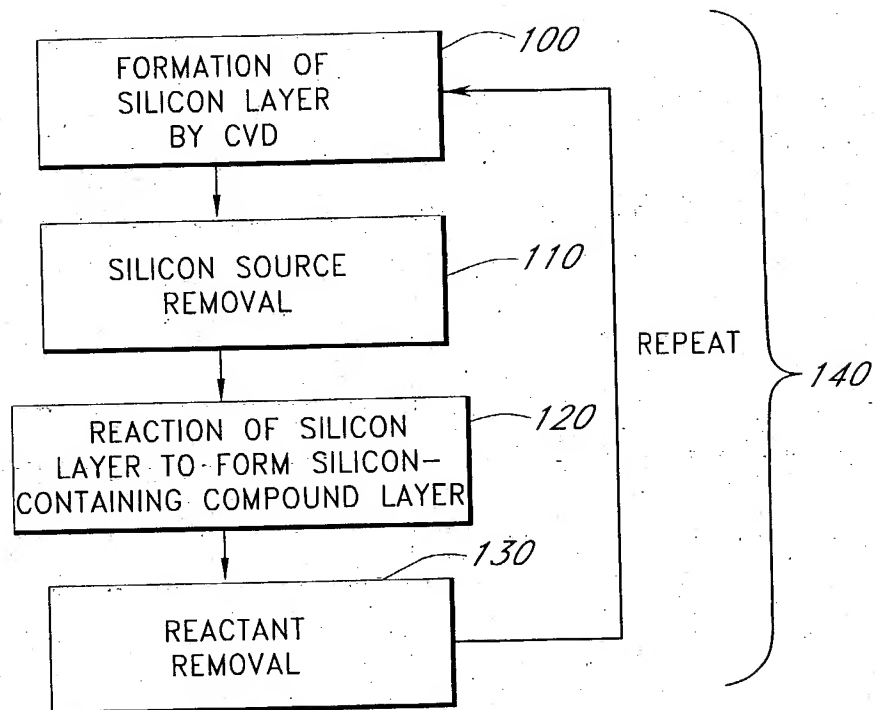 100
FORMATION OF
SILICON LAYER
BY CVD
110
SILICON SOURCE
REMOVAL
REPEAT
140
120
REACTION OF SILICON
LAYER TO FORM SILICON-
CONTAINING COMPOUND LAYER
130
REACTANT
REMOVAL